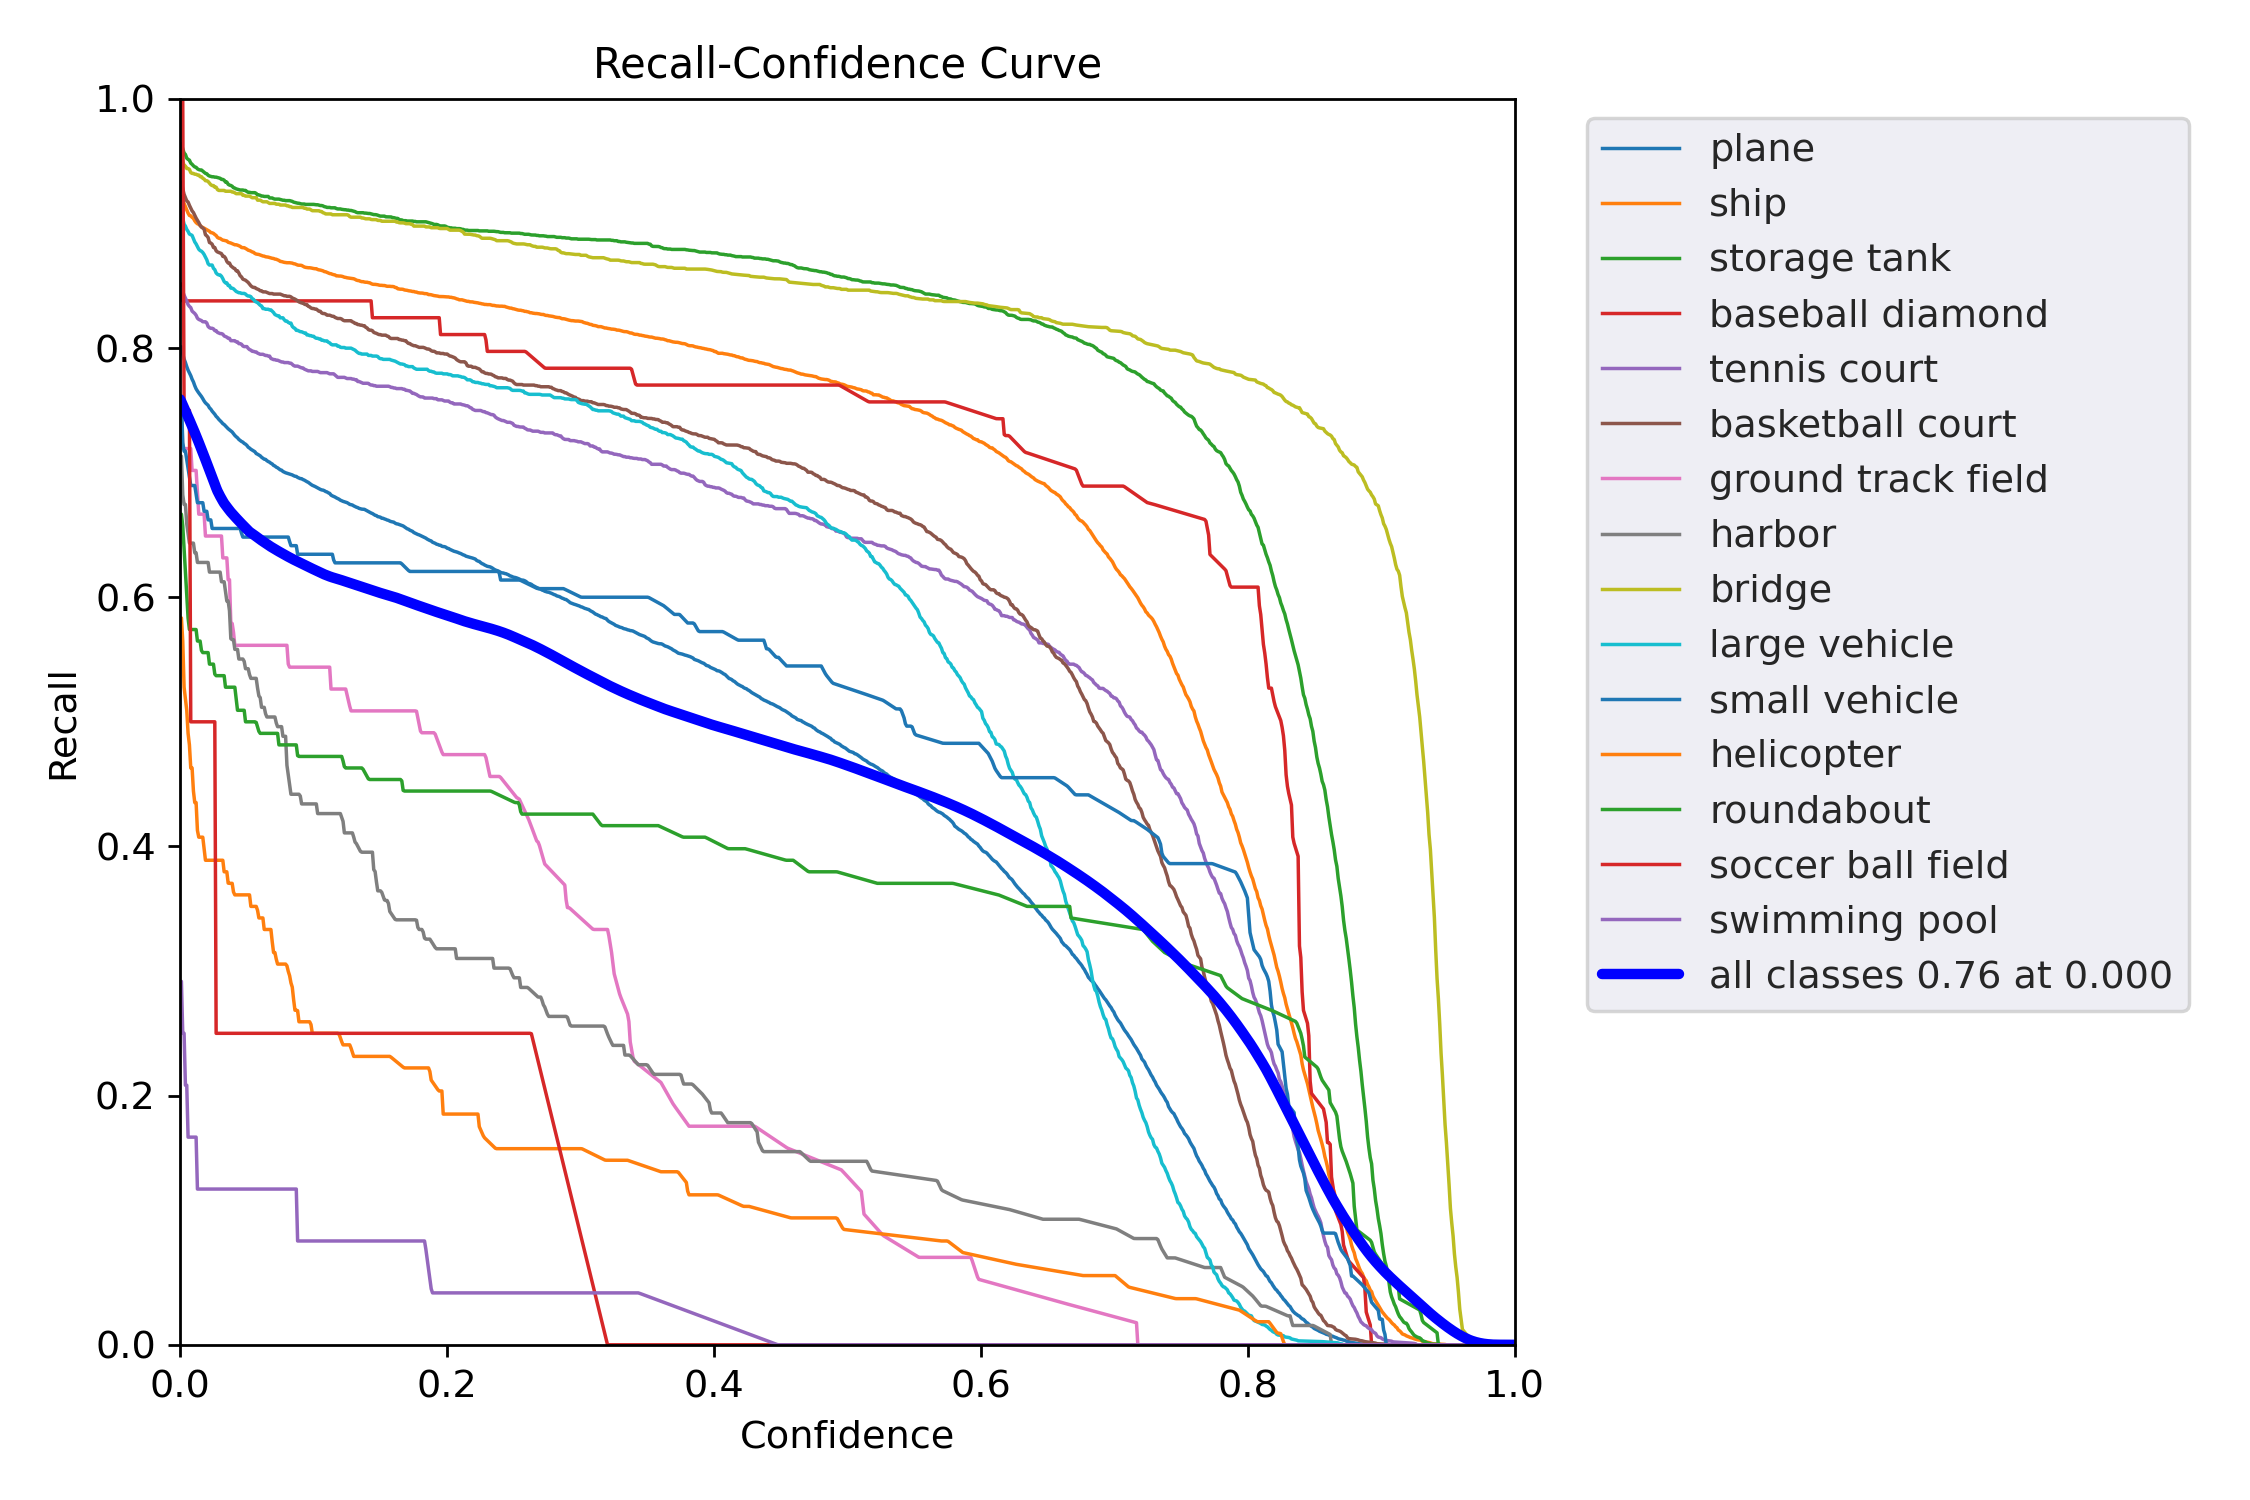 Recall-Confidence Curve
1.0
0.8
0.6
0.4
0.2
0.0
Recall
0.0 0.2 0.4 0.6 0.8 1.0
Confidence
plane
ship
storage tank
baseball diamond
tennis court
basketball court
ground track field
harbor
bridge
large vehicle
small vehicle
helicopter
roundabout
soccer ball field
swimming pool
all classes 0.76 at 0.000